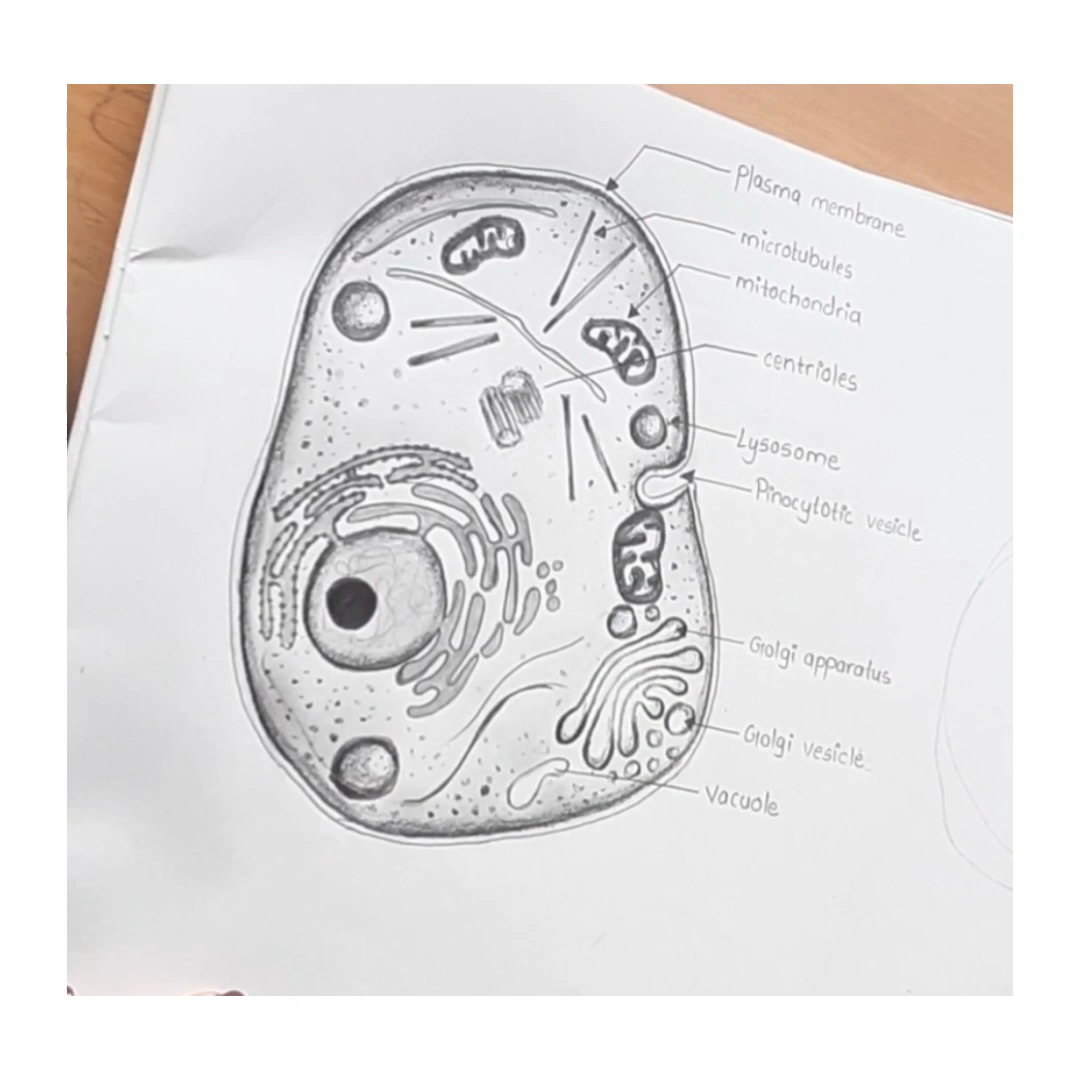 Plasma membrane
microtubules
mitochondria
centrioles
Lysosome
Pinocytotic vesicle
Golgi apparatus
Golgi vesicle
Vacuole